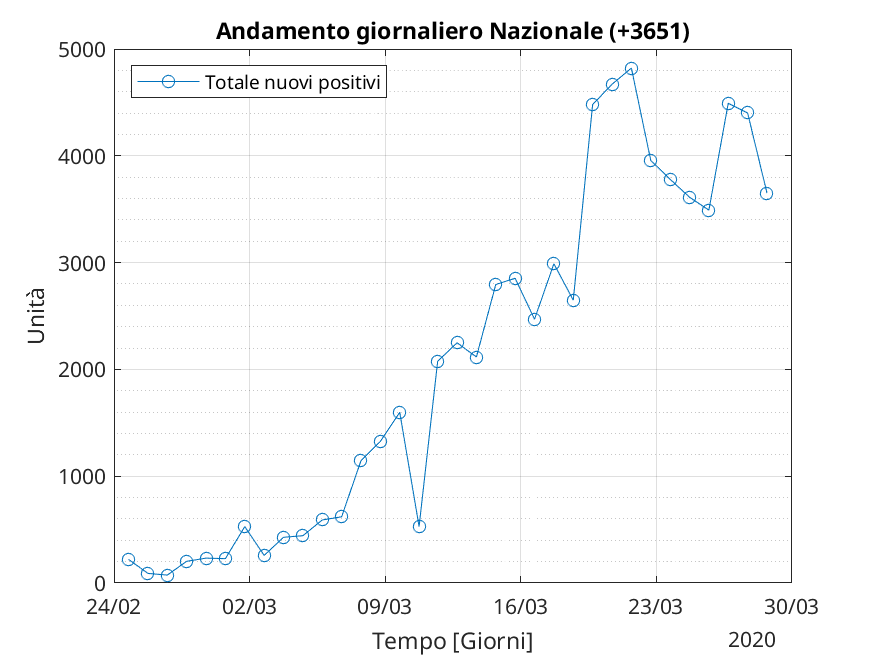 Andamento giornaliero Nazionale (+3651)
Totale nuovi positivi
5000
4000
3000
2000
1000
0
Unità
24/02 02/03 09/03 16/03 23/03 30/03
Tempo [Giorni]
2020